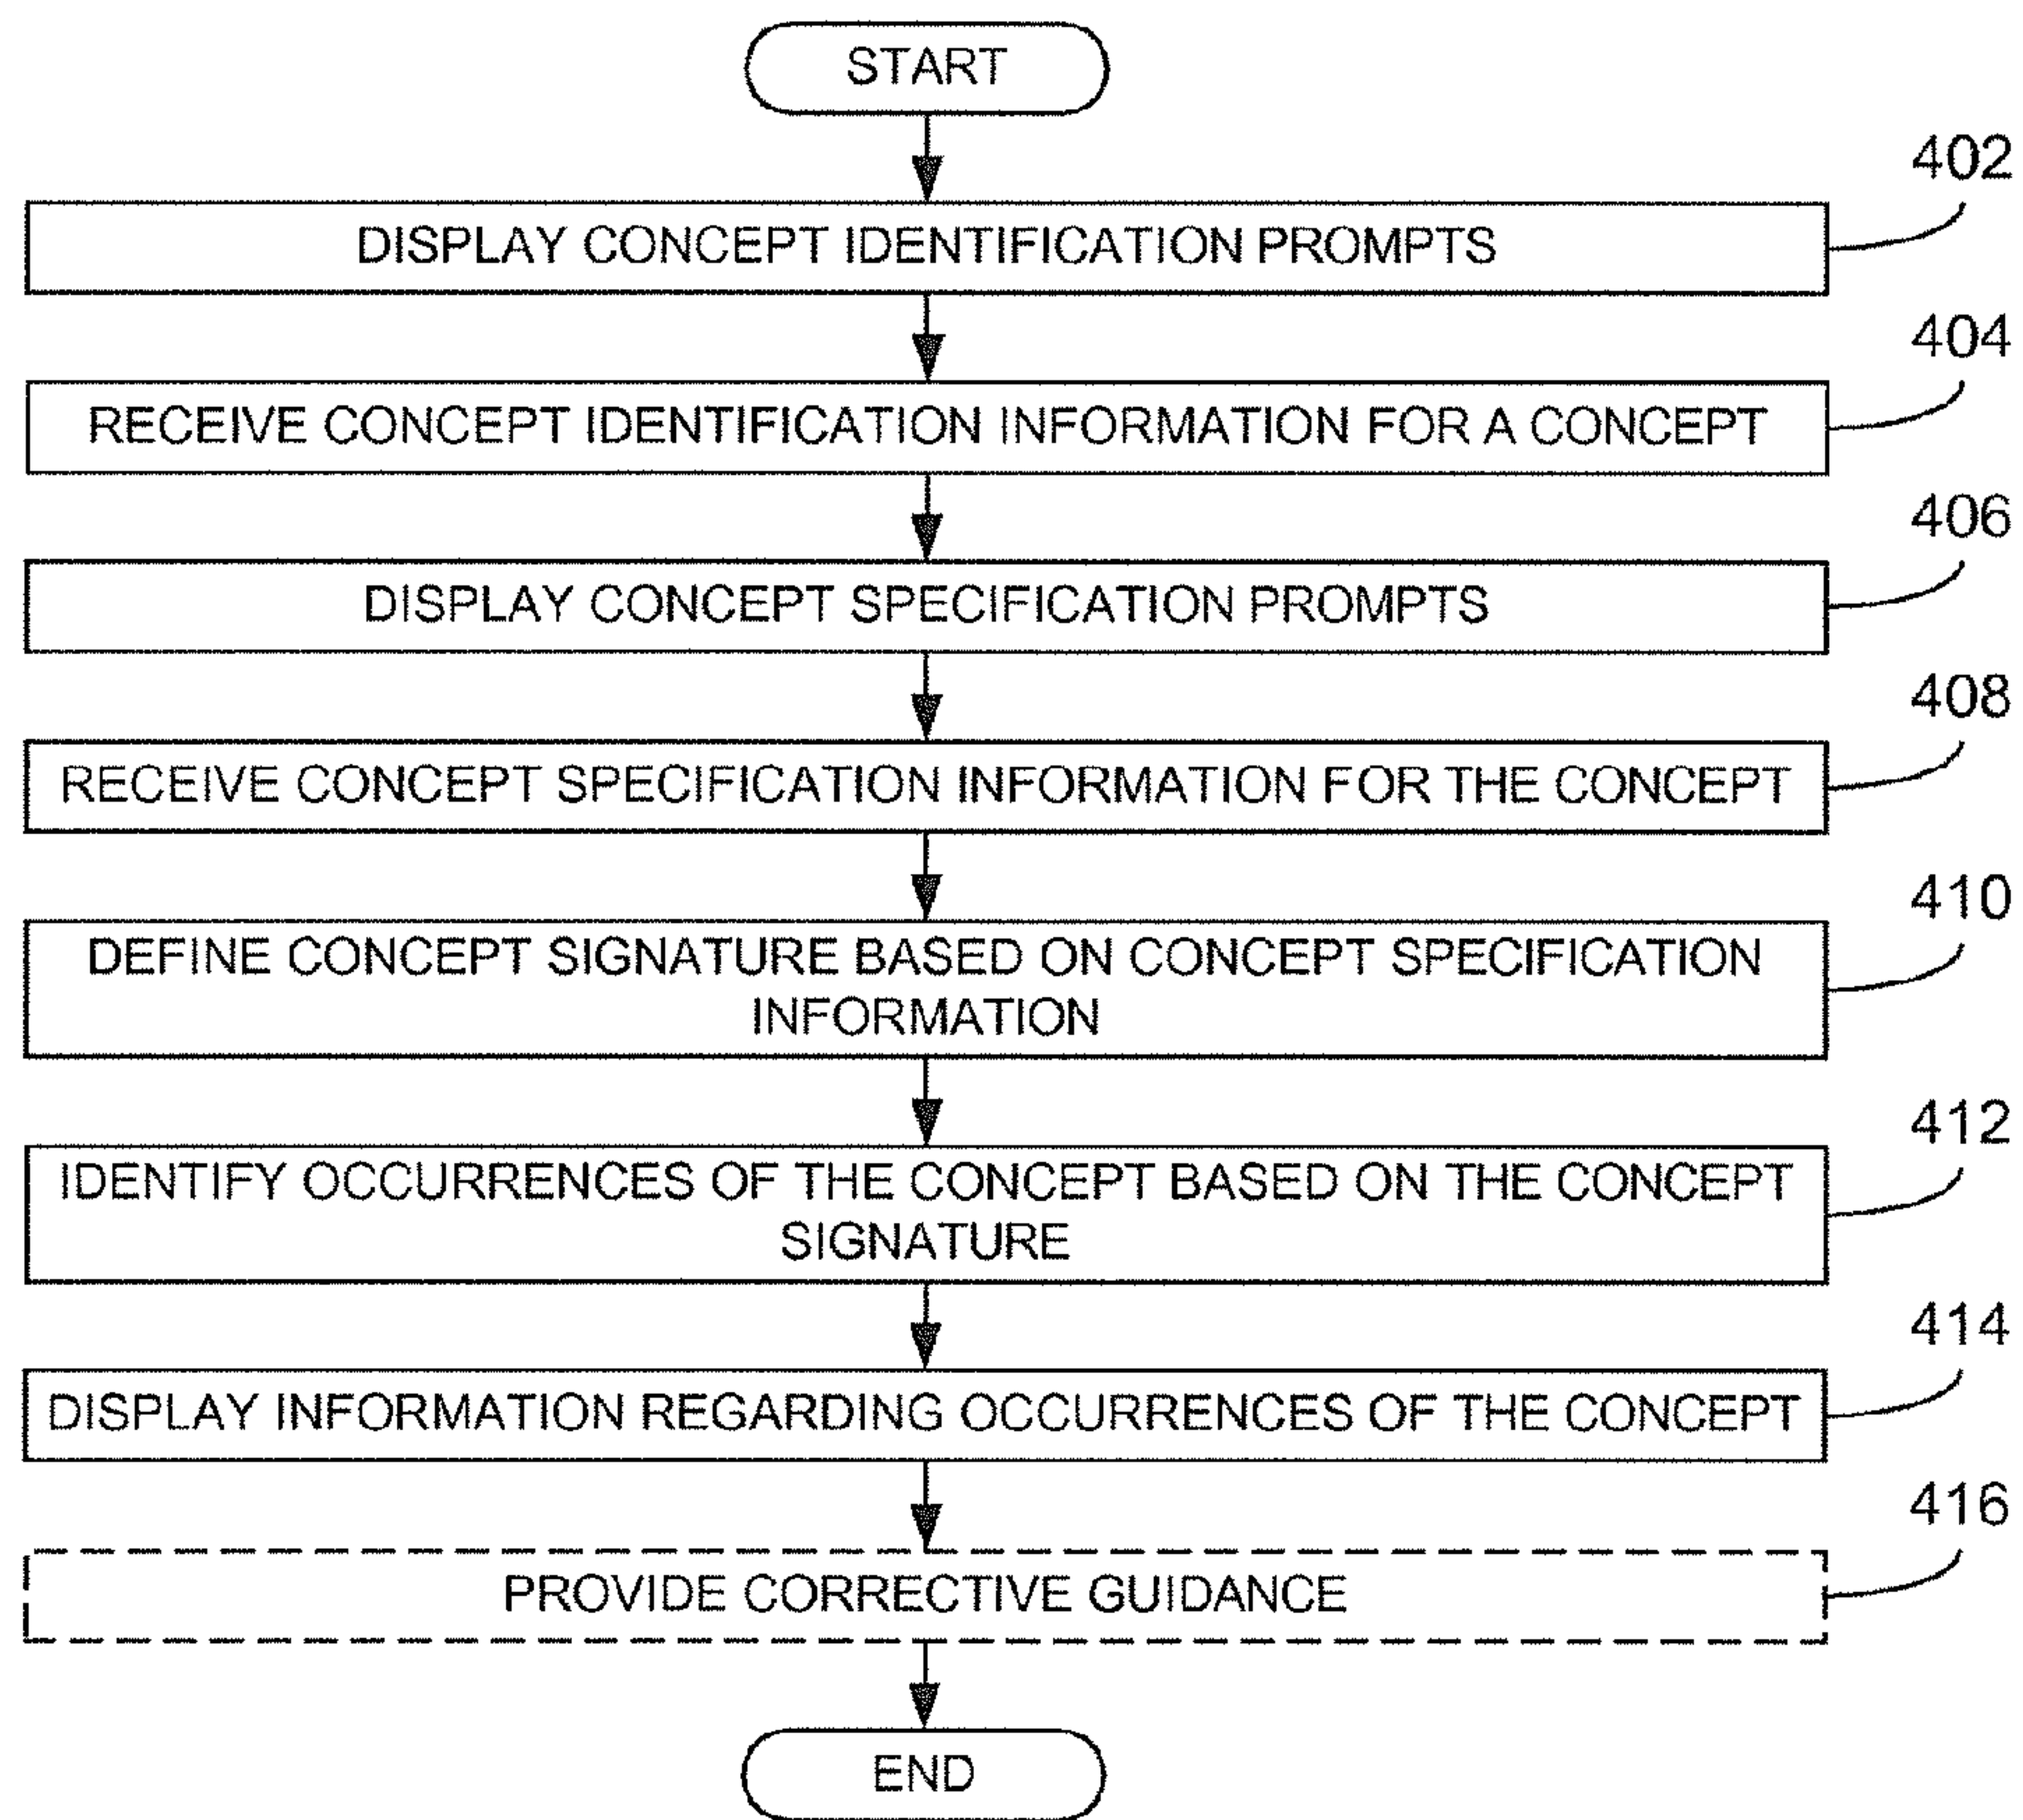 START
402
DISPLAY CONCEPT IDENTIFICATION PROMPTS
404
RECEIVE CONCEPT IDENTIFICATION INFORMATION FOR A CONCEPT
406
DISPLAY CONCEPT SPECIFICATION PROMPTS
408
RECEIVE CONCEPT SPECIFICATION INFORMATION FOR THE CONCEPT
410
DEFINE CONCEPT SIGNATURE BASED ON CONCEPT SPECIFICATION
INFORMATION
412
IDENTIFY OCCURRENCES OF THE CONCEPT BASED ON THE CONCEPT
SIGNATURE
414
DISPLAY INFORMATION REGARDING OCCURRENCES OF THE CONCEPT
416
PROVIDE CORRECTIVE GUIDANCE
END